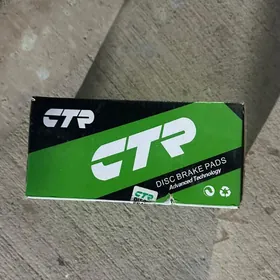 CTR
CTR
DISC BRAKE PADS
Advanced Technology